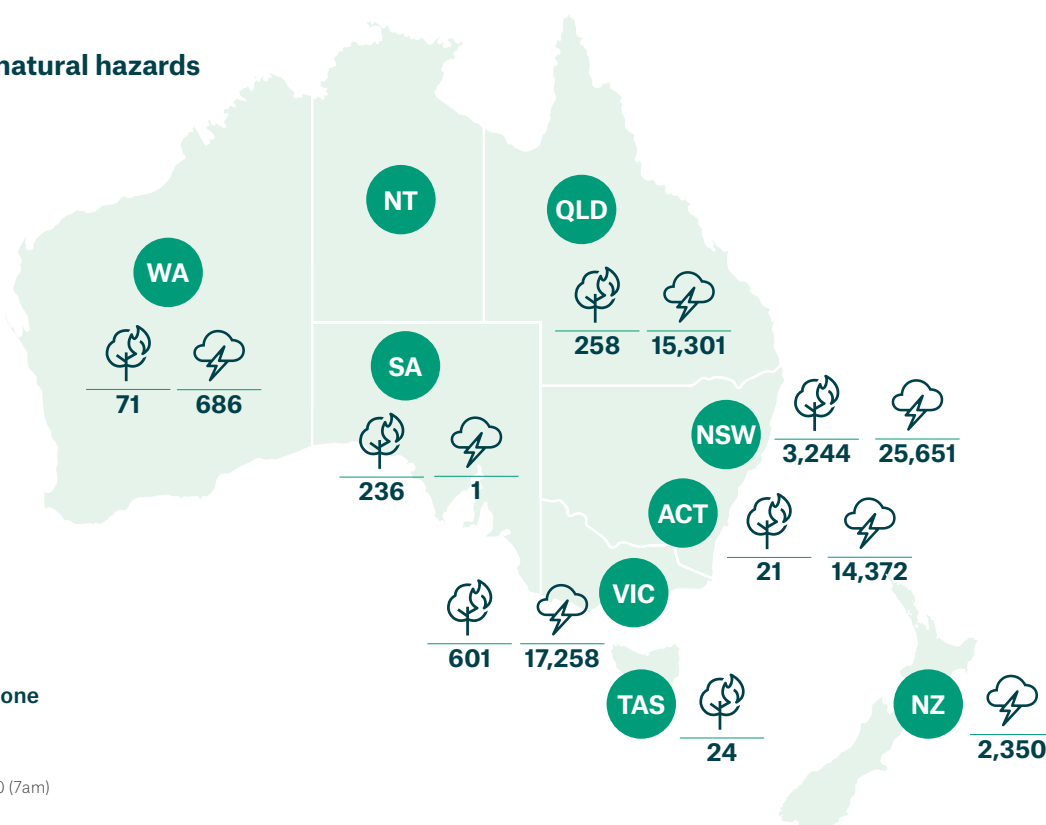 natural hazards
NT
QLD
WA
258 15,301
SA
71 686
NSW
3,244 25,651
236 1
ACT
21 14,372
VIC
601 17,258
TAS
NZ
one
24
2,350
0 (7am)